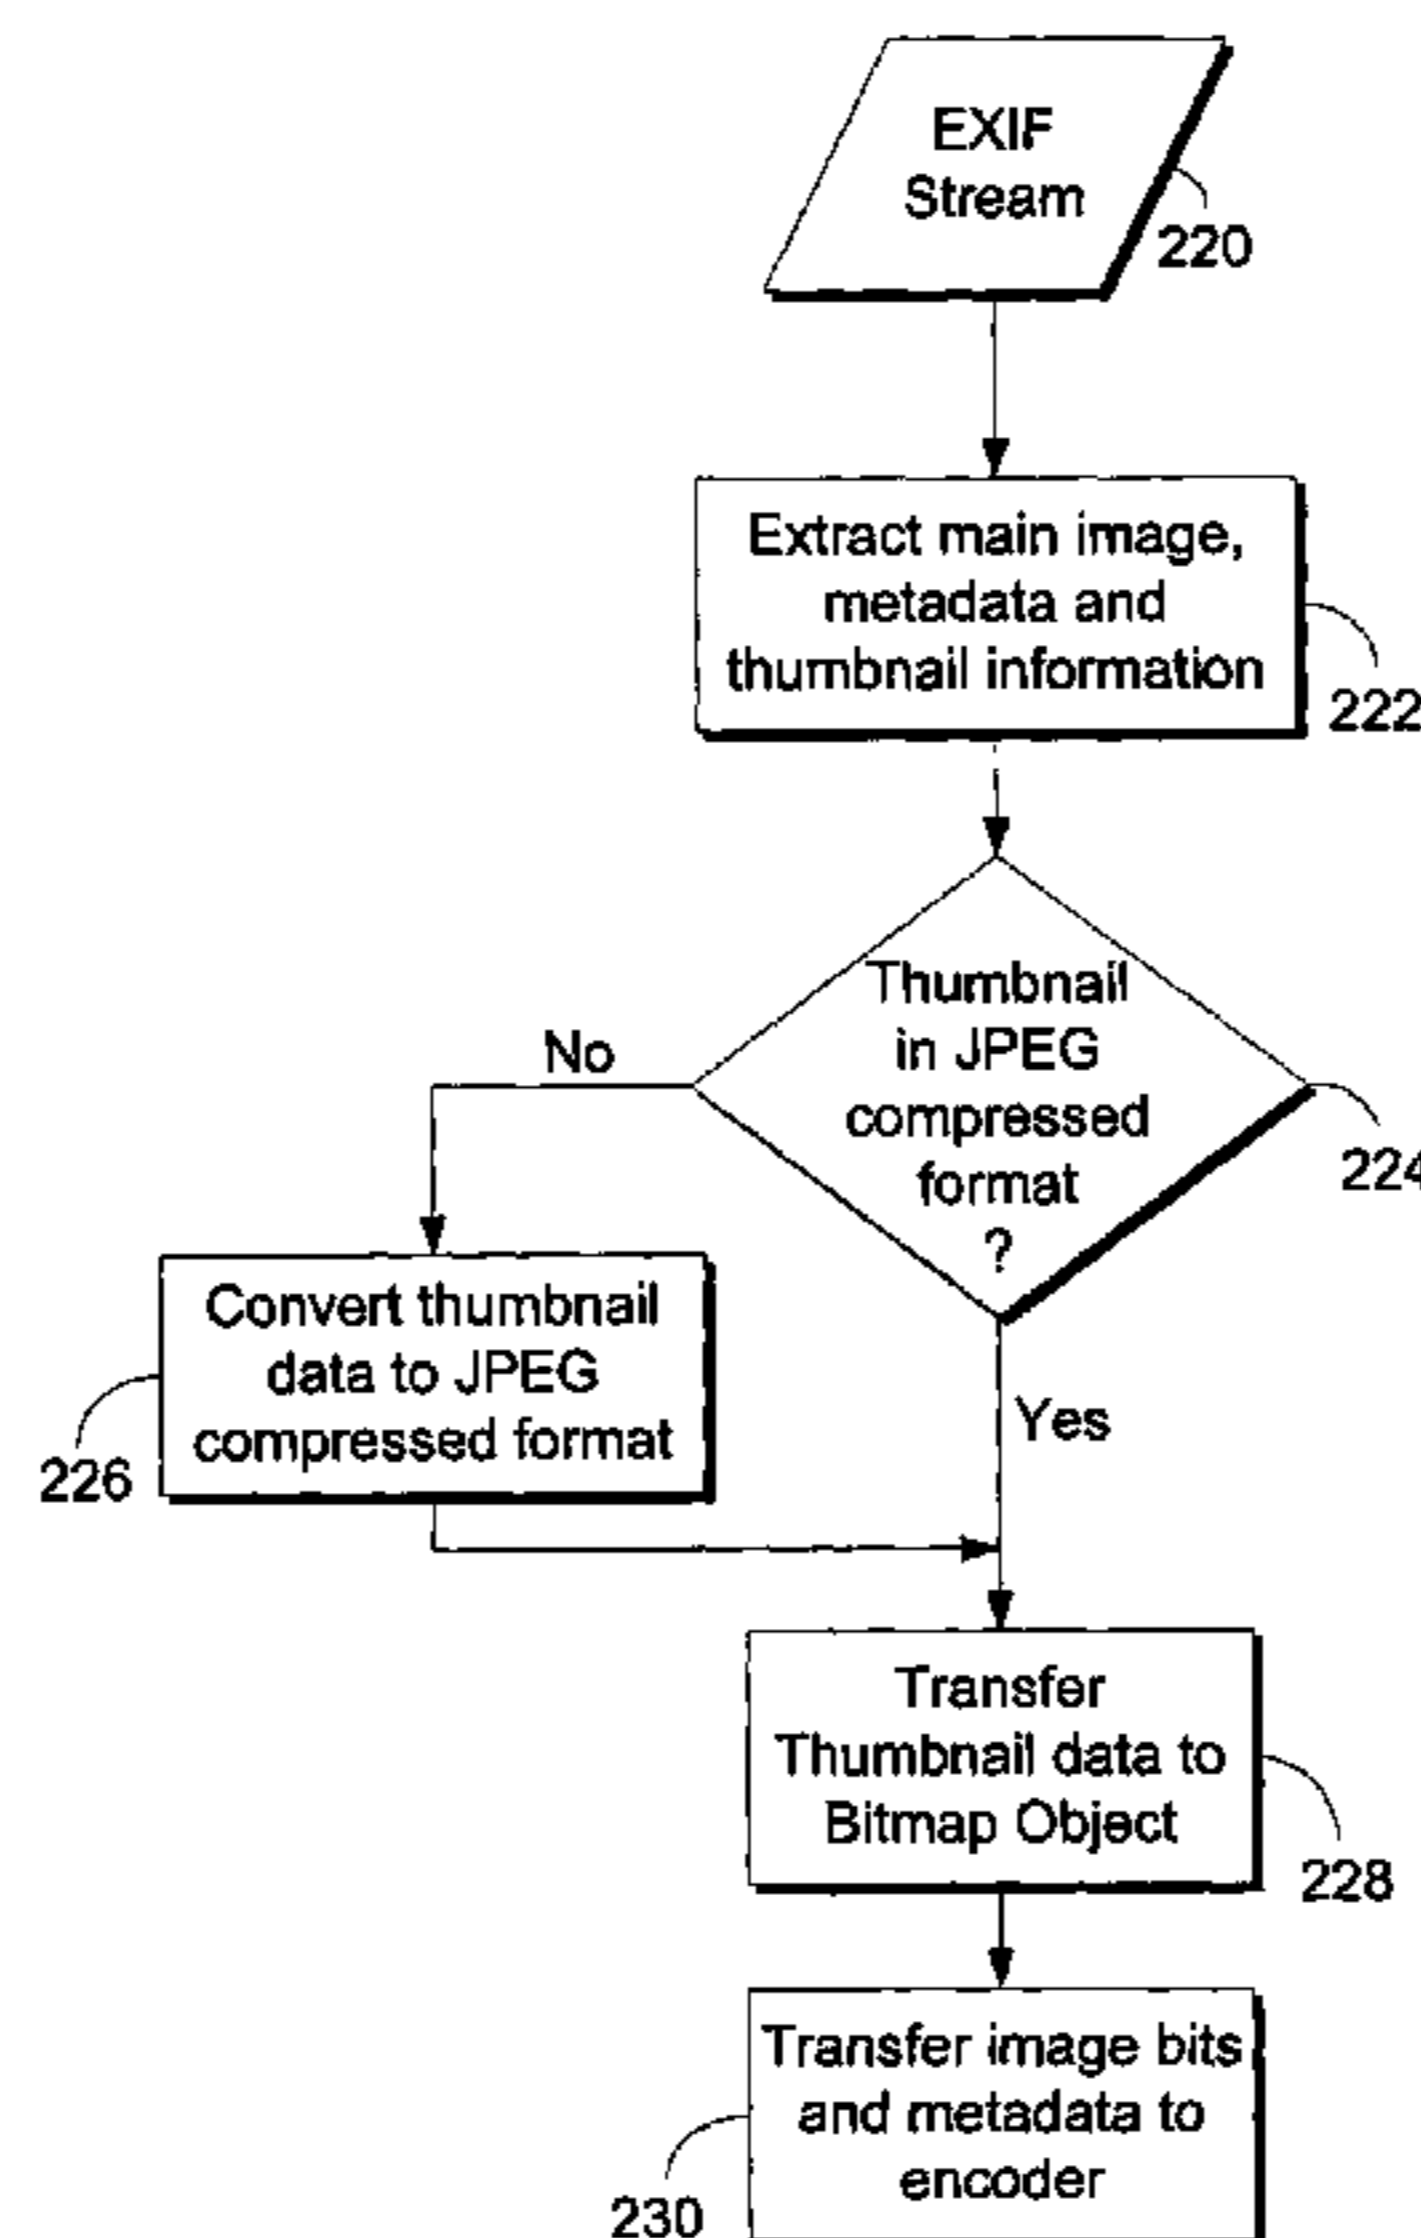 EXIF
Stream
220
Extract main image,
metadata and
thumbnail information
222
Thumbnail
in JPEG
compressed
format
?
224
No
Convert thumbnail
data to JPEG
compressed format
226
Yes
Transfer
Thumbnail data to
Bitmap Object
228
Transfer image bits
and metadata to
encoder
230